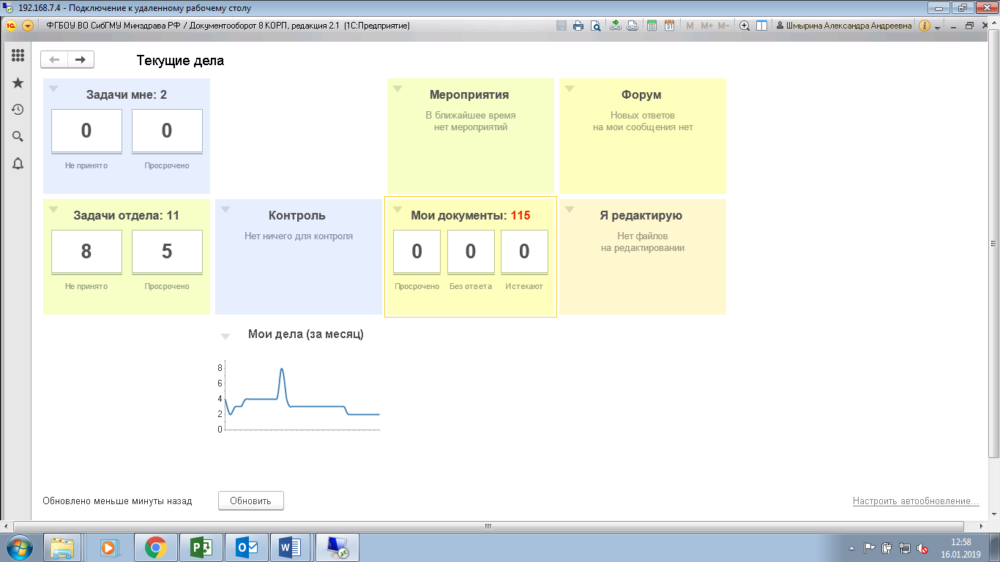 192.168.7.4 - Подключение к удаленному рабочему столу
ФГБОУ ВО СибГМУ Минздрава РФ / Документооборот 8 КОРП, редакция 2.1 (1С:Предприятие)
M M+ M- Шмырина Александра Андреевна
Текущие дела
Задачи мне: 2
0 0
Не принято Просрочено
Мероприятия
В ближайшее время
нет мероприятий
Форум
Новых ответов
на мои сообщения нет
Задачи отдела: 11
8 5
Не принято Просрочено
Контроль
Нет ничего для контроля
Мои документы: 115
0 0 0
Просрочено Без ответа Истекают
Я редактирую
Нет файлов
на редактировании
Мои дела (за месяц)
8
6
4
2
0
Обновлено меньше минуты назад Обновить Настроить автообновление...
12:58
16.01.2019